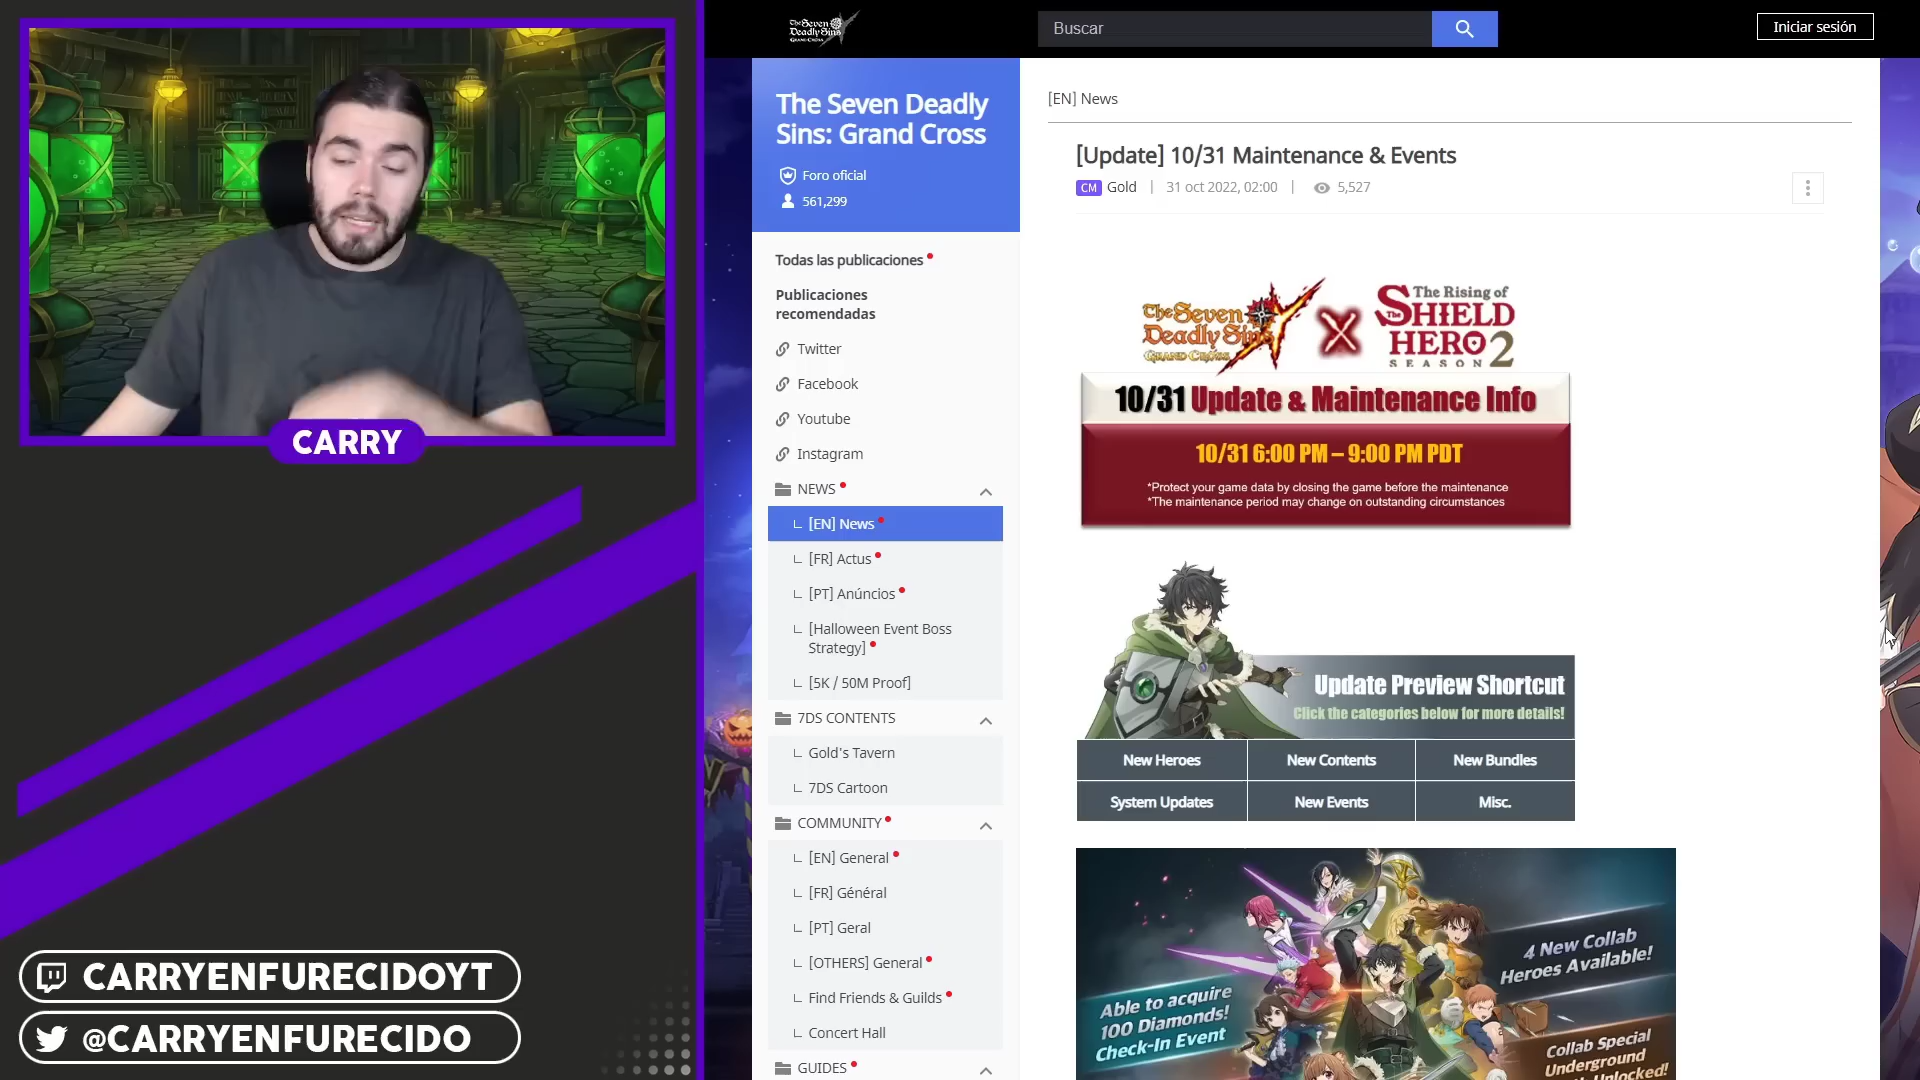 CARRY
CARRYENFURECIDOYT
@CARRYENFURECIDO
The Seven
Deadly Sins
GRAND CROSS
Buscar
Iniciar sesión
The Seven Deadly
Sins: Grand Cross
Foro oficial
561,299
Todas las publicaciones
Publicaciones
recomendadas
Twitter
Facebook
Youtube
Instagram
NEWS
[EN] News
[FR] Actus
[PT] Anúncios
[Halloween Event Boss
Strategy]
[5K / 50M Proof]
7DS CONTENTS
Gold's Tavern
7DS Cartoon
COMMUNITY
[EN] General
[FR] Général
[PT] Geral
[OTHERS] General
Find Friends & Guilds
Concert Hall
GUIDES
[EN] News
[Update] 10/31 Maintenance & Events
CM Gold | 31 oct 2022, 02:00 | 5,527
The Seven
Deadly Sins
GRAND CROSS
X
The Rising of
The SHIELD
HERO 2
SEASON
10/31 Update & Maintenance Info
10/31 6:00 PM – 9:00 PM PDT
*Protect your game data by closing the game before the maintenance
*The maintenance period may change on outstanding circumstances
Update Preview Shortcut
Click the categories below for more details!
New Heroes
New Contents
New Bundles
System Updates
New Events
Misc.
4 New Collab
Heroes Available!
Able to acquire
100 Diamonds!
Check-In Event
Collab Special
Underground
Unlocked!